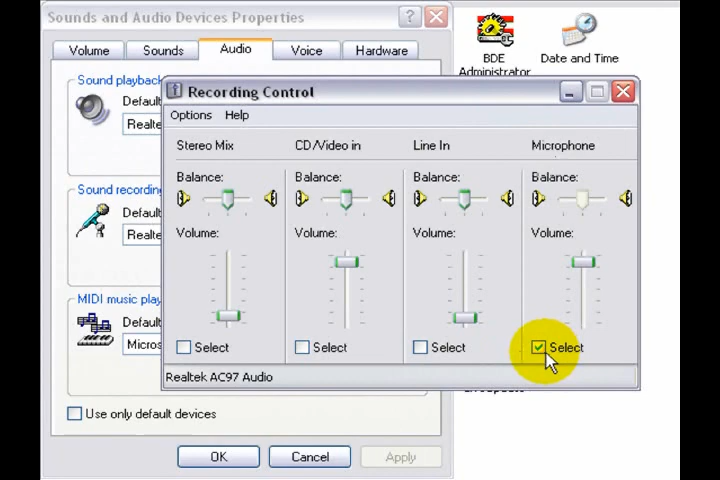 Sounds and Audio Devices Properties
Volume
Sounds
Audio
Voice
Hardware
BDE
Administrator
Date and Time
Sound playback
Default
Realtek
Sound recording
Default
Realtek
MIDI music play
Default
Micros
Use only default devices
OK
Cancel
Apply
Recording Control
Options Help
Stereo Mix
CD/Video in
Line In
Microphone
Balance:
Balance:
Balance:
Balance:
Volume:
Volume:
Volume:
Volume:
Select
Select
Select
Select
Realtek AC97 Audio